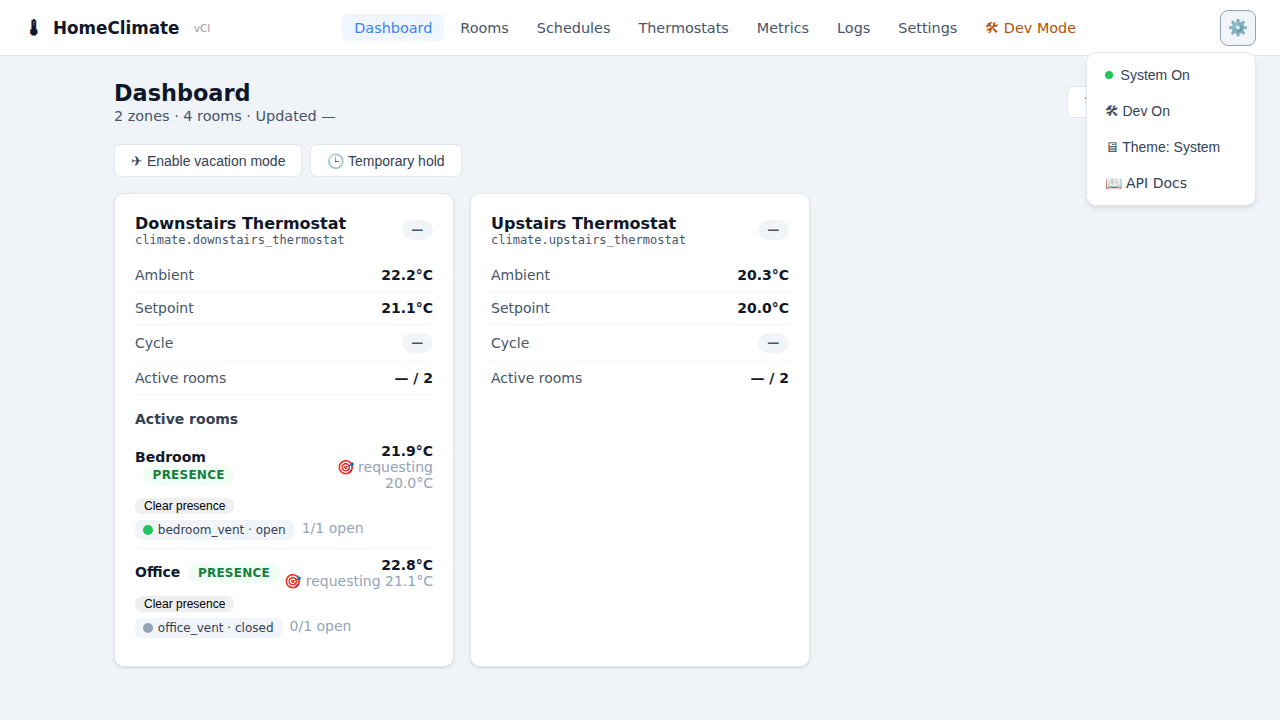 🌡 HomeClimate vCI
Dashboard Rooms Schedules Thermostats Metrics Logs Settings 🛠 Dev Mode ⚙️
System On
🛠 Dev On
🖥 Theme: System
📖 API Docs
Dashboard
2 zones · 4 rooms · Updated —
✈ Enable vacation mode 🕒 Temporary hold
Downstairs Thermostat —
climate.downstairs_thermostat
Ambient 22.2°C
Setpoint 21.1°C
Cycle —
Active rooms — / 2
Active rooms
Bedroom PRESENCE 21.9°C
🎯 requesting
20.0°C
Clear presence
bedroom_vent · open 1/1 open
Office PRESENCE 22.8°C
🎯 requesting 21.1°C
Clear presence
office_vent · closed 0/1 open
Upstairs Thermostat —
climate.upstairs_thermostat
Ambient 20.3°C
Setpoint 20.0°C
Cycle —
Active rooms — / 2